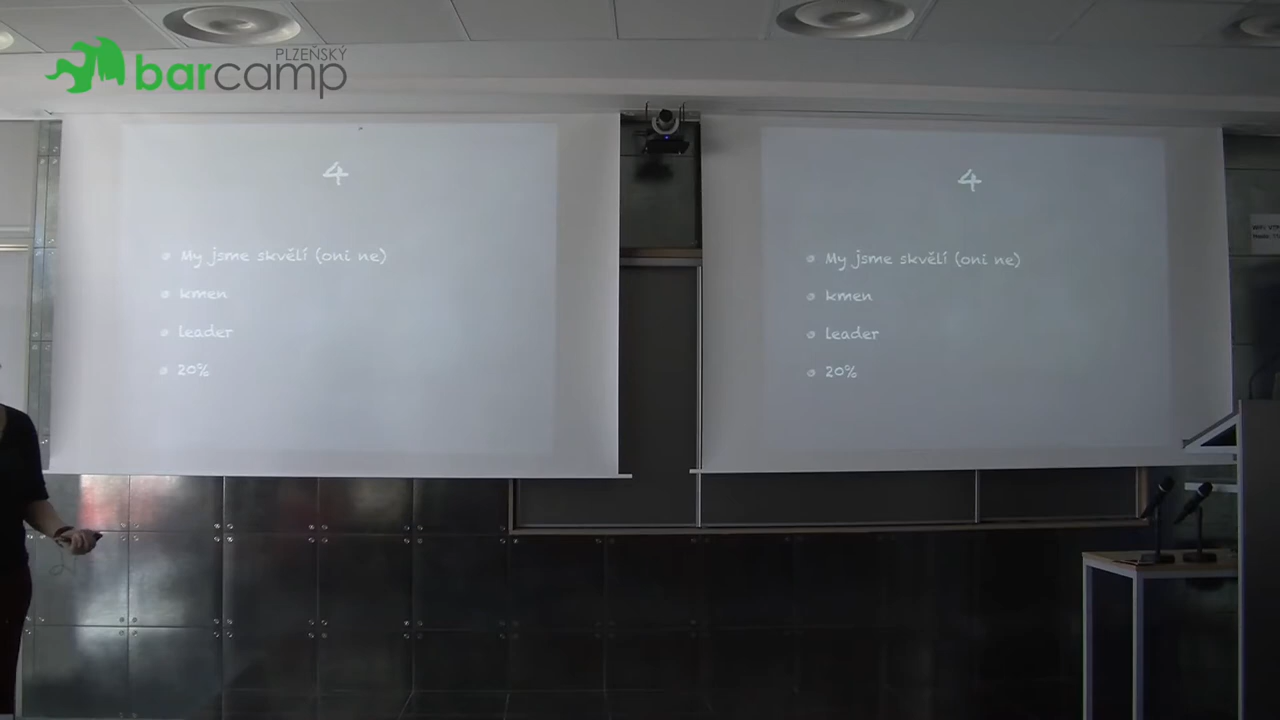 PLZEŇSKÝ
barcamp
4
My jsme skvělí (oni ne)
kmen
leader
20%
4
My jsme skvělí (oni ne)
kmen
leader
20%